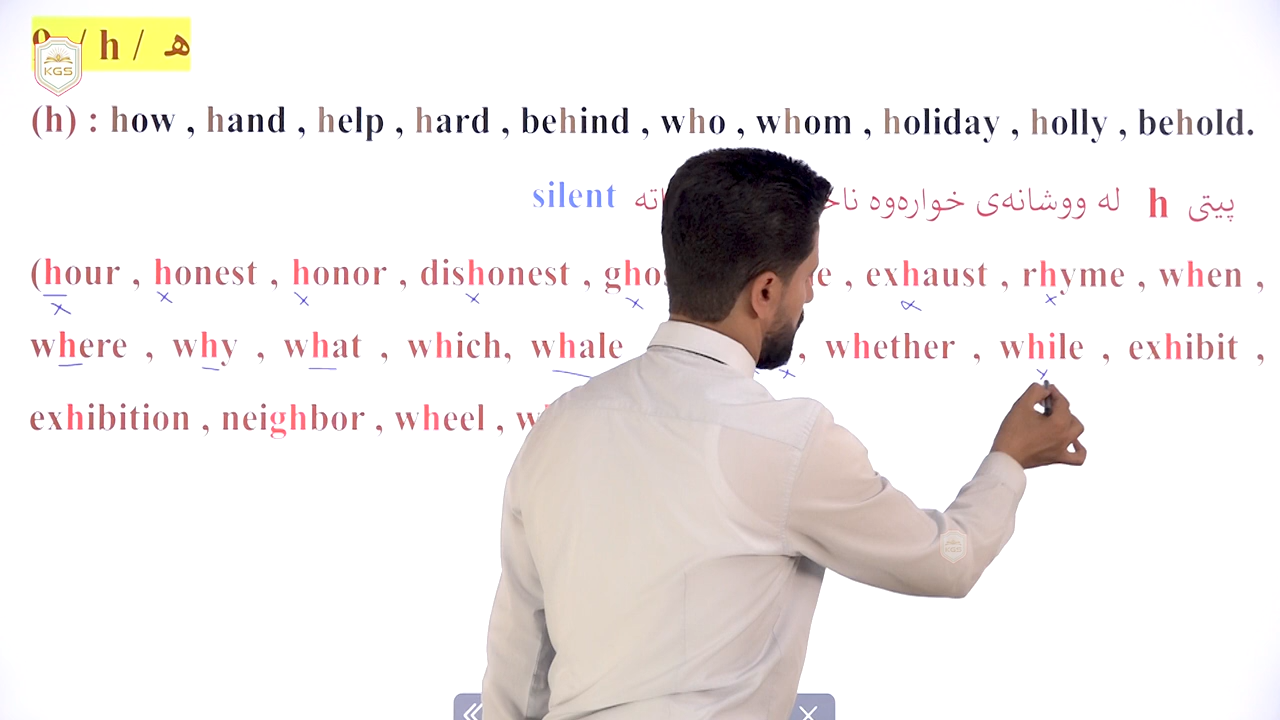 / h / ھ
KGS
(h) : how , hand , help , hard , behind , who , whom , holiday , holly , behold.
پیتی h لە ووشانەی خوارەوە silent
(hour , honest , honor , dishonest , , exhaust , rhyme , when ,
where , why , what , which, whale , whether , while , exhibit ,
exhibition , neighbor , wheel ,
KGS